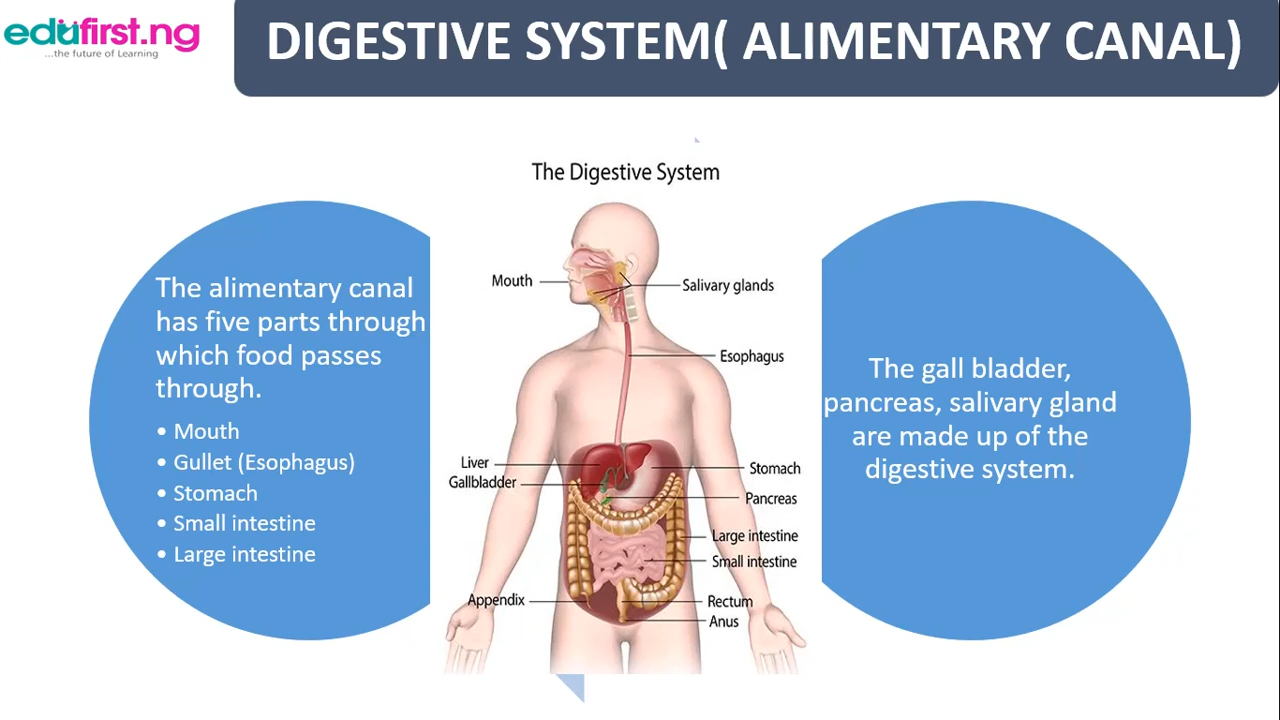 edufirst.ng
...the future of Learning
DIGESTIVE SYSTEM( ALIMENTARY CANAL)
The alimentary canal
has five parts through
which food passes
through.
• Mouth
• Gullet (Esophagus)
• Stomach
• Small intestine
• Large intestine
The Digestive System
Mouth
Salivary glands
Esophagus
Liver
Gallbladder
Stomach
Pancreas
Large intestine
Small intestine
Appendix
Rectum
Anus
The gall bladder,
pancreas, salivary gland
are made up of the
digestive system.